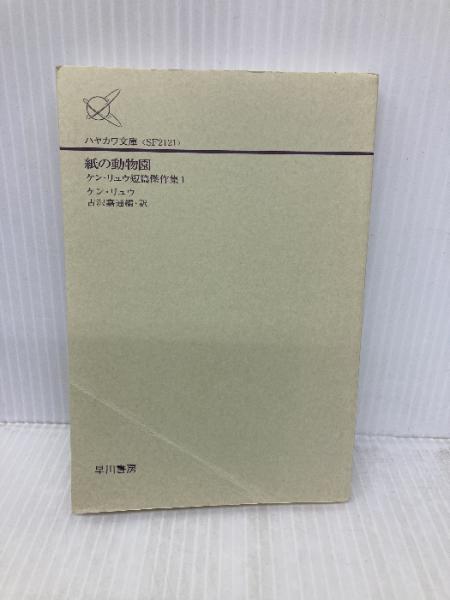 ハヤカワ文庫〈SF2121〉
紙の動物園
ケン・リュウ短篇傑作集1
ケン・リュウ
古沢嘉通編・訳
早川書房